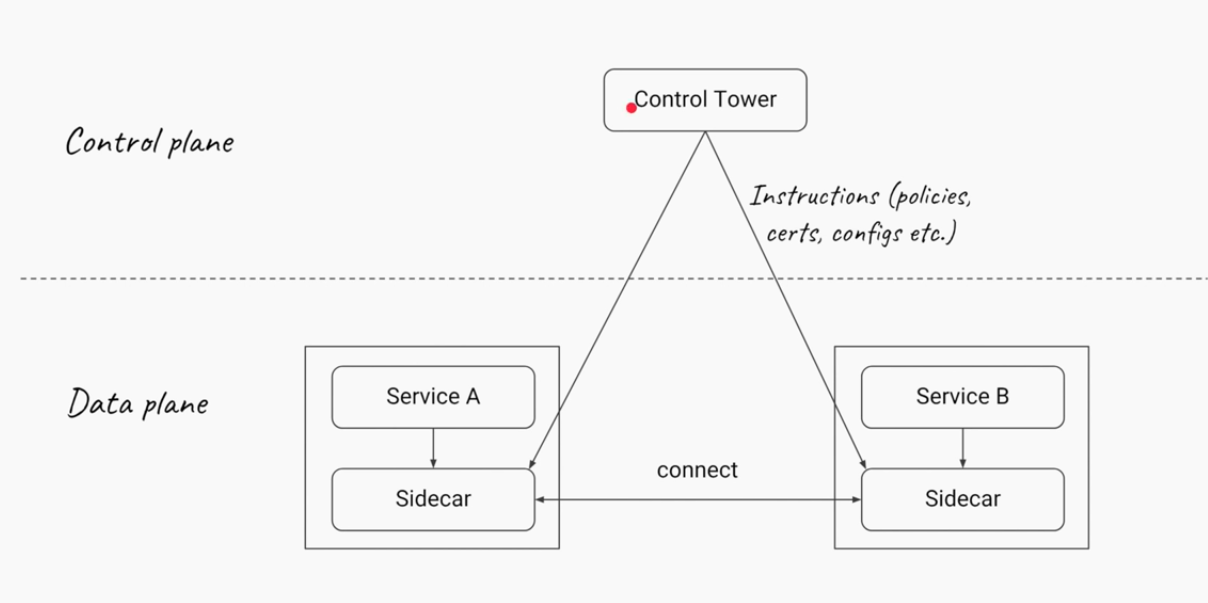 Control Tower
Control plane
Instructions (policies,
certs, configs etc.)
Data plane
Service A
Service B
connect
Sidecar
Sidecar